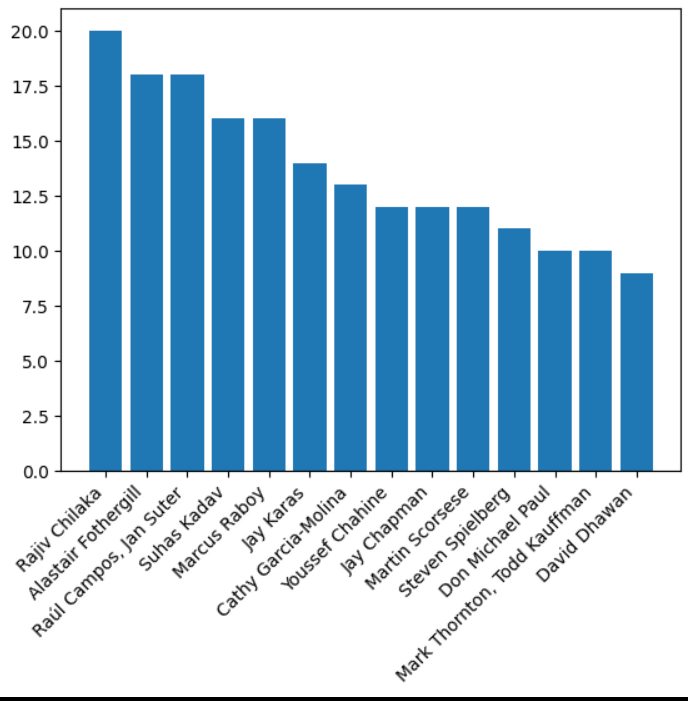 20.0
17.5
15.0
12.5
10.0
7.5
5.0
2.5
0.0
Rajiv Chilaka
Alastair Fothergill
Raúl Campos, Jan Suter
Suhas Kadav
Marcus Raboy
Jay Karas
Cathy Garcia-Molina
Youssef Chahine
Jay Chapman
Martin Scorsese
Steven Spielberg
Don Michael Paul
Mark Thornton, Todd Kauffman
David Dhawan